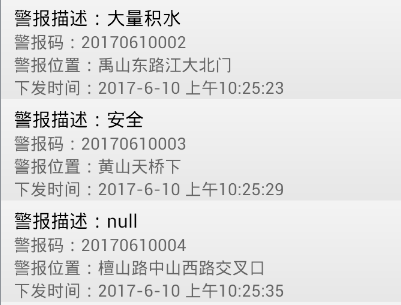 警报描述：大量积水
警报码：20170610002
警报位置：禹山东路江大北门
下发时间：2017-6-10 上午10:25:23
警报描述：安全
警报码：20170610003
警报位置：黄山天桥下
下发时间：2017-6-10 上午10:25:29
警报描述：null
警报码：20170610004
警报位置：檀山路中山西路交叉口
下发时间：2017-6-10 上午10:25:35